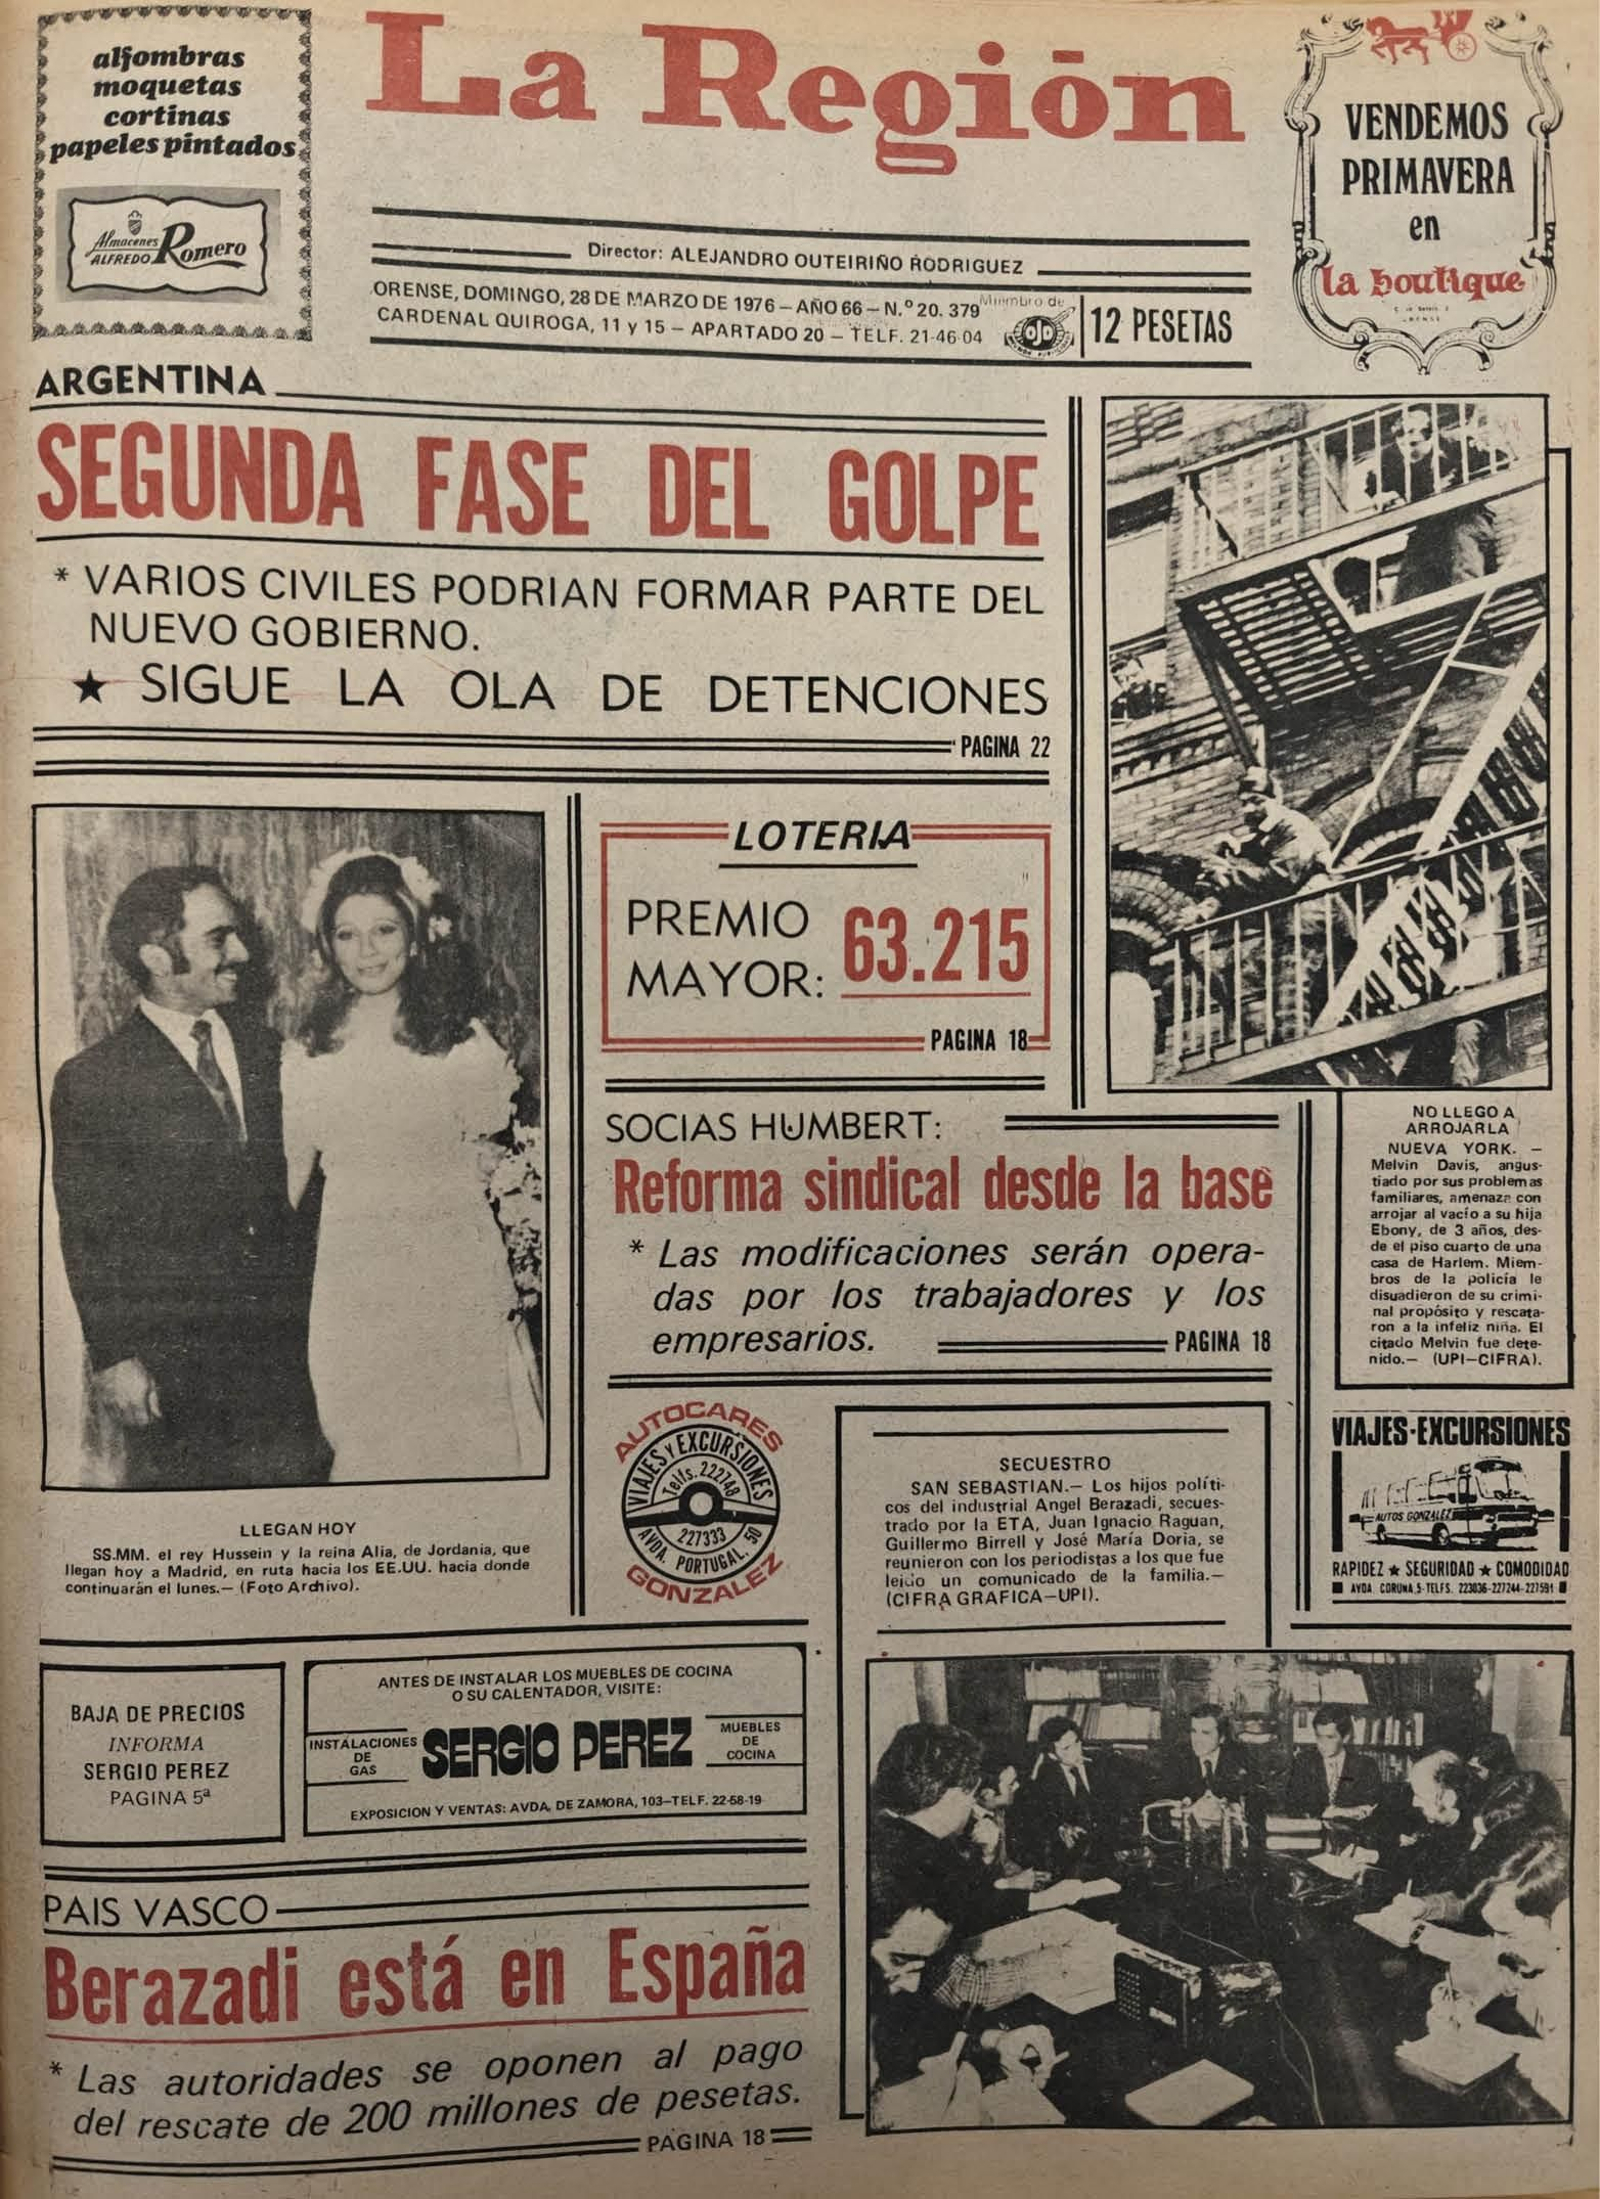 alfombras
moquetas
cortinas
papeles pintados
Almacenes
ALFREDO Romero
La Región
VENDEMOS
PRIMAVERA
en
la boutique
Director: ALEJANDRO OUTEIRIÑO RODRIGUEZ
ORENSE, DOMINGO, 28 DE MARZO DE 1976 – AÑO 66 – N.º 20. 379
CARDENAL QUIROGA, 11 y 15 – APARTADO 20 – TELF. 21-46-04
Miembro de
OJD
12 PESETAS
ARGENTINA
SEGUNDA FASE DEL GOLPE
* VARIOS CIVILES PODRIAN FORMAR PARTE DEL
NUEVO GOBIERNO.
★ SIGUE LA OLA DE DETENCIONES
PAGINA 22
LOTERIA
PREMIO
MAYOR: 63.215
PAGINA 18
SOCIAS HUMBERT:
Reforma sindical desde la base
* Las modificaciones serán opera-
das por los trabajadores y los
empresarios.
PAGINA 18
NO LLEGO A
ARROJARLA
NUEVA YORK. –
Melvin Davis, angus-
tiado por sus problemas
familiares, amenaza con
arrojar al vacío a su hija
Ebony, de 3 años, des-
de el piso cuarto de una
casa de Harlem. Miem-
bros de la policía le
disuadieron de su crimi-
nal propósito y rescata-
ron a la infeliz niña. El
citado Melvin fue dete-
nido.– (UPI–CIFRA).
LLEGAN HOY
SS.MM. el rey Hussein y la reina Alia, de Jordania, que
llegan hoy a Madrid, en ruta hacia los EE.UU. hacia donde
continuarán el lunes.– (Foto Archivo).
AUTOCARES
VIAJES Y EXCURSIONES
Telfs. 222748
227333
AVDA. PORTUGAL, 50
GONZALEZ
SECUESTRO
SAN SEBASTIAN.– Los hijos políti-
cos del industrial Angel Berazadi, secues-
trado por la ETA, Juan Ignacio Raguan,
Guillermo Birrell y José María Doria, se
reunieron con los periodistas a los que fue
leido un comunicado de la familia.–
(CIFRA GRAFICA–UPI).
VIAJES-EXCURSIONES
AUTOS GONZALEZ
RAPIDEZ ★ SEGURIDAD ★ COMODIDAD
AVDA. CORUNA, 5-TELFS. 223036-227244-227591
BAJA DE PRECIOS
INFORMA
SERGIO PEREZ
PAGINA 5ª
ANTES DE INSTALAR LOS MUEBLES DE COCINA
O SU CALENTADOR, VISITE:
INSTALACIONES
DE
GAS
SERGIO PEREZ
MUEBLES
DE
COCINA
EXPOSICION Y VENTAS: AVDA. DE ZAMORA, 103–TELF. 22-58-19
PAIS VASCO
Berazadi está en España
* Las autoridades se oponen al pago
del rescate de 200 millones de pesetas.
PAGINA 18